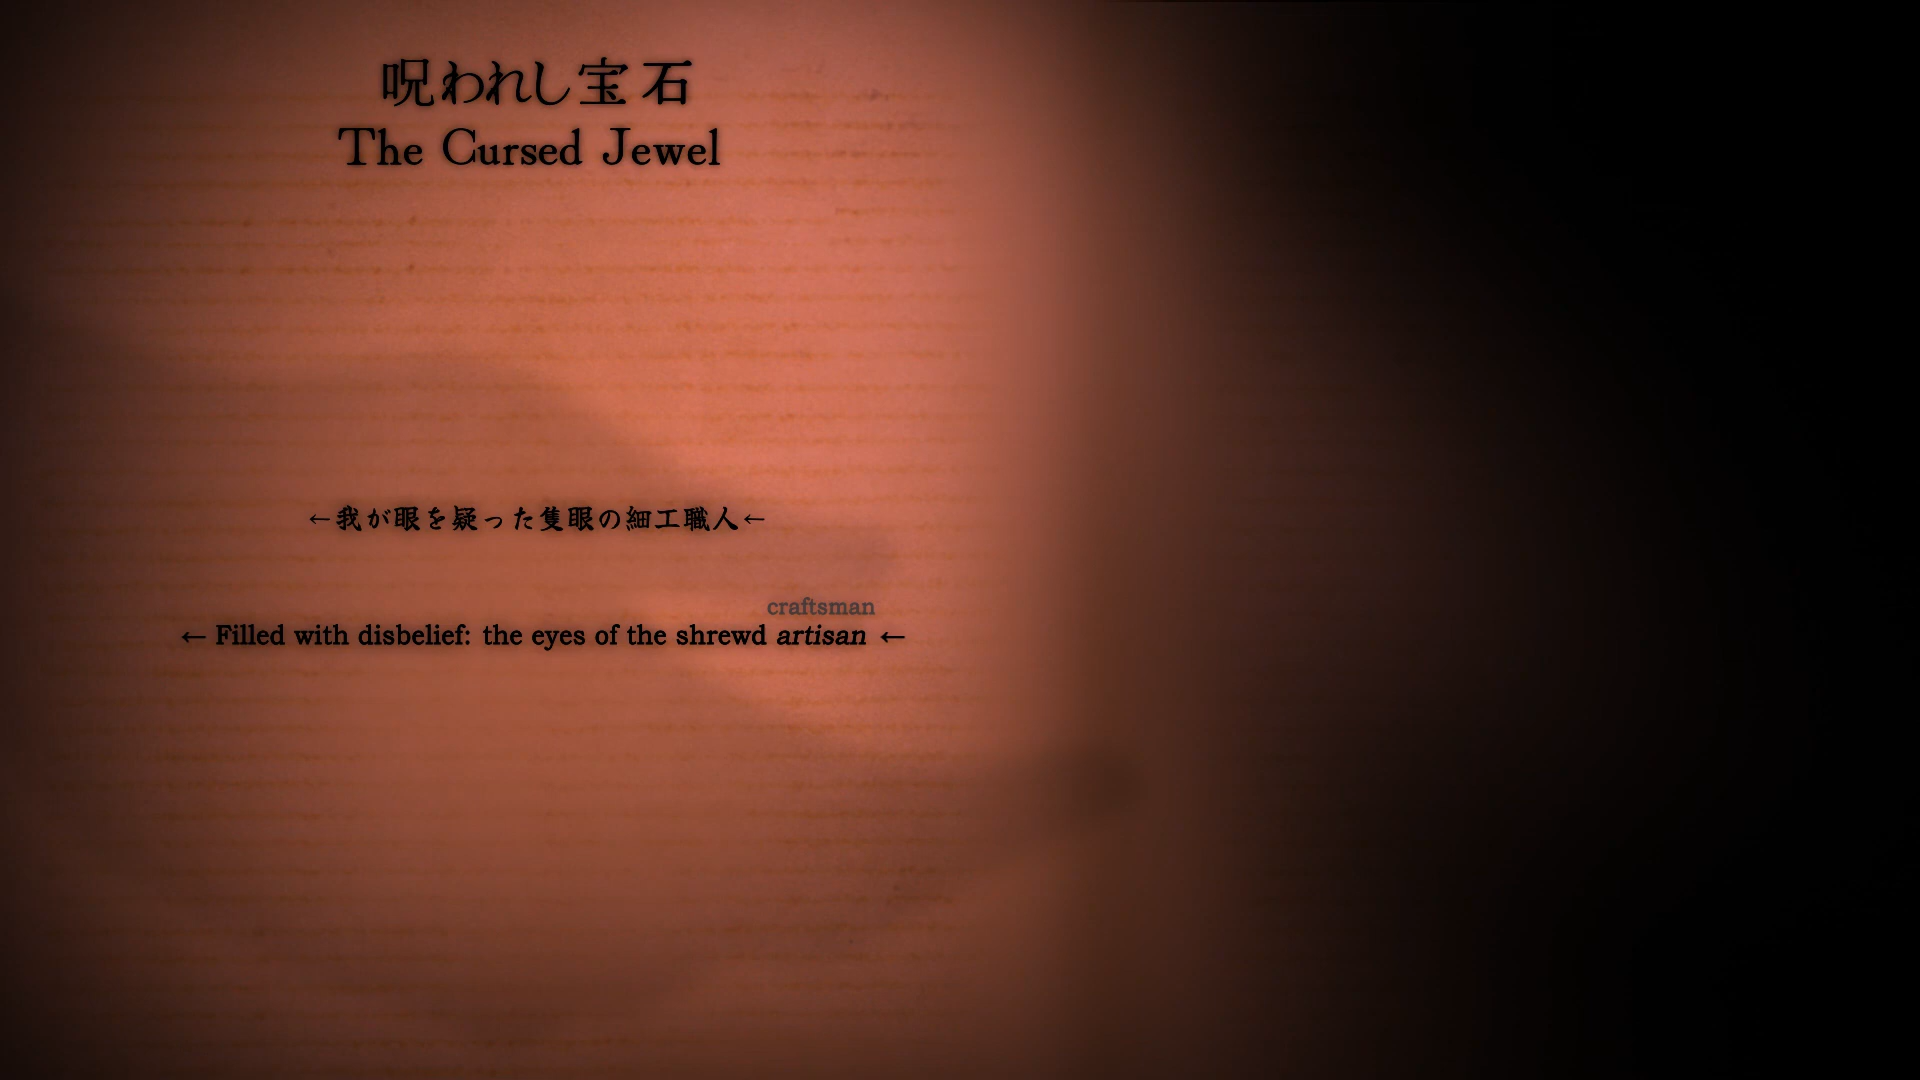 呪われし宝石
The Cursed Jewel
←我が眼を疑った隻眼の細工職人←
craftsman
← Filled with disbelief: the eyes of the shrewd artisan ←